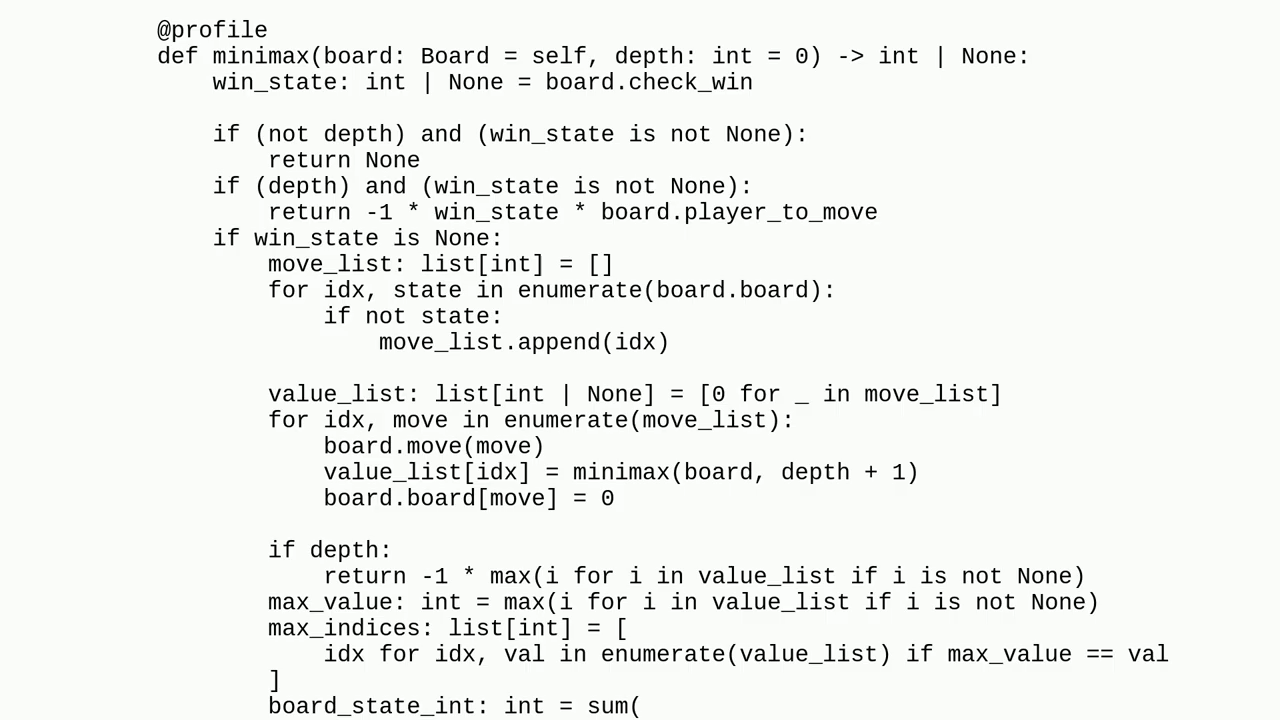 @profile
def minimax(board: Board = self, depth: int = 0) -> int | None:
    win_state: int | None = board.check_win

    if (not depth) and (win_state is not None):
        return None
    if (depth) and (win_state is not None):
        return -1 * win_state * board.player_to_move
    if win_state is None:
        move_list: list[int] = []
        for idx, state in enumerate(board.board):
            if not state:
                move_list.append(idx)

        value_list: list[int | None] = [0 for _ in move_list]
        for idx, move in enumerate(move_list):
            board.move(move)
            value_list[idx] = minimax(board, depth + 1)
            board.board[move] = 0

        if depth:
            return -1 * max(i for i in value_list if i is not None)
        max_value: int = max(i for i in value_list if i is not None)
        max_indices: list[int] = [
            idx for idx, val in enumerate(value_list) if max_value == val
        ]
        board_state_int: int = sum(